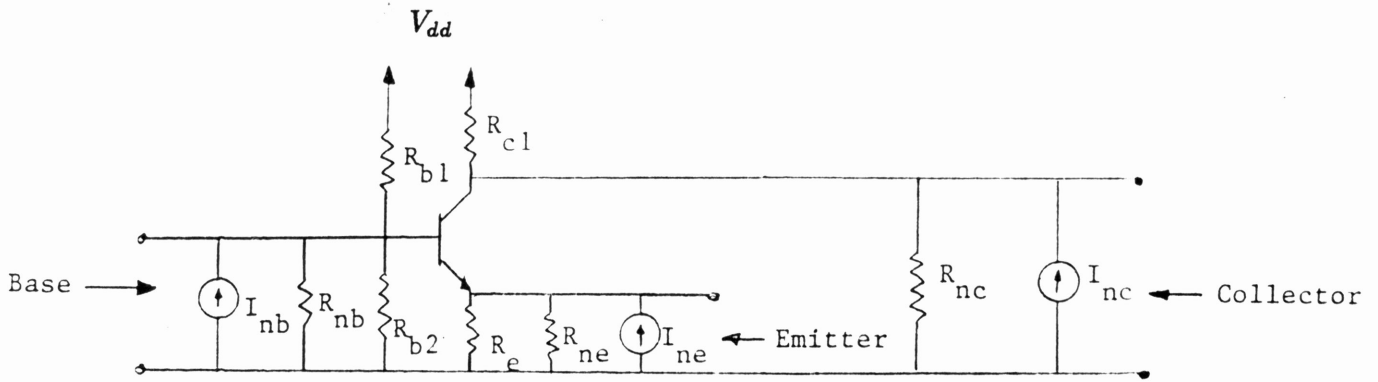 V_dd
R_c1
R_b1
Base
I_nb
R_nb
R_b2
R_e
R_ne
I_ne
Emitter
R_nc
I_nc
Collector